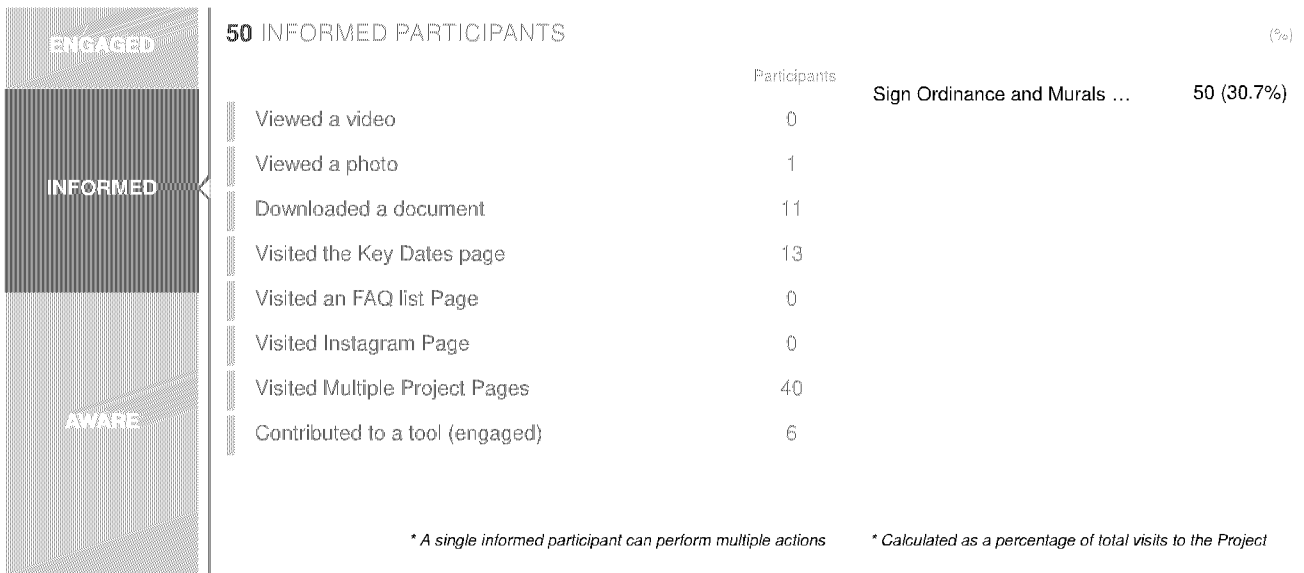 ENGAGED
INFORMED
AWARE
50 INFORMED PARTICIPANTS
(%)
Participants
Sign Ordinance and Murals … 50 (30.7%)
Viewed a video 0
Viewed a photo 1
Downloaded a document 11
Visited the Key Dates page 13
Visited an FAQ list Page 0
Visited Instagram Page 0
Visited Multiple Project Pages 40
Contributed to a tool (engaged) 6
* A single informed participant can perform multiple actions
* Calculated as a percentage of total visits to the Project